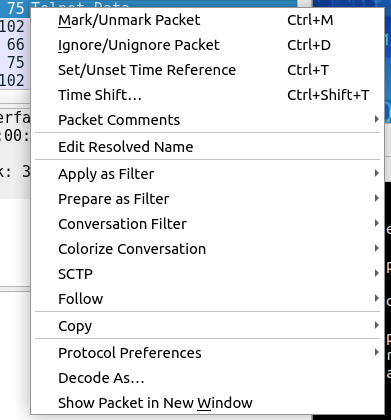 75 Telnet Data
102
66
75
102
Mark/Unmark Packet Ctrl+M
Ignore/Unignore Packet Ctrl+D
Set/Unset Time Reference Ctrl+T
Time Shift… Ctrl+Shift+T
Packet Comments
Edit Resolved Name
Apply as Filter
Prepare as Filter
Conversation Filter
Colorize Conversation
SCTP
Follow
Copy
Protocol Preferences
Decode As…
Show Packet in New Window
erfa
:00:
k: 3